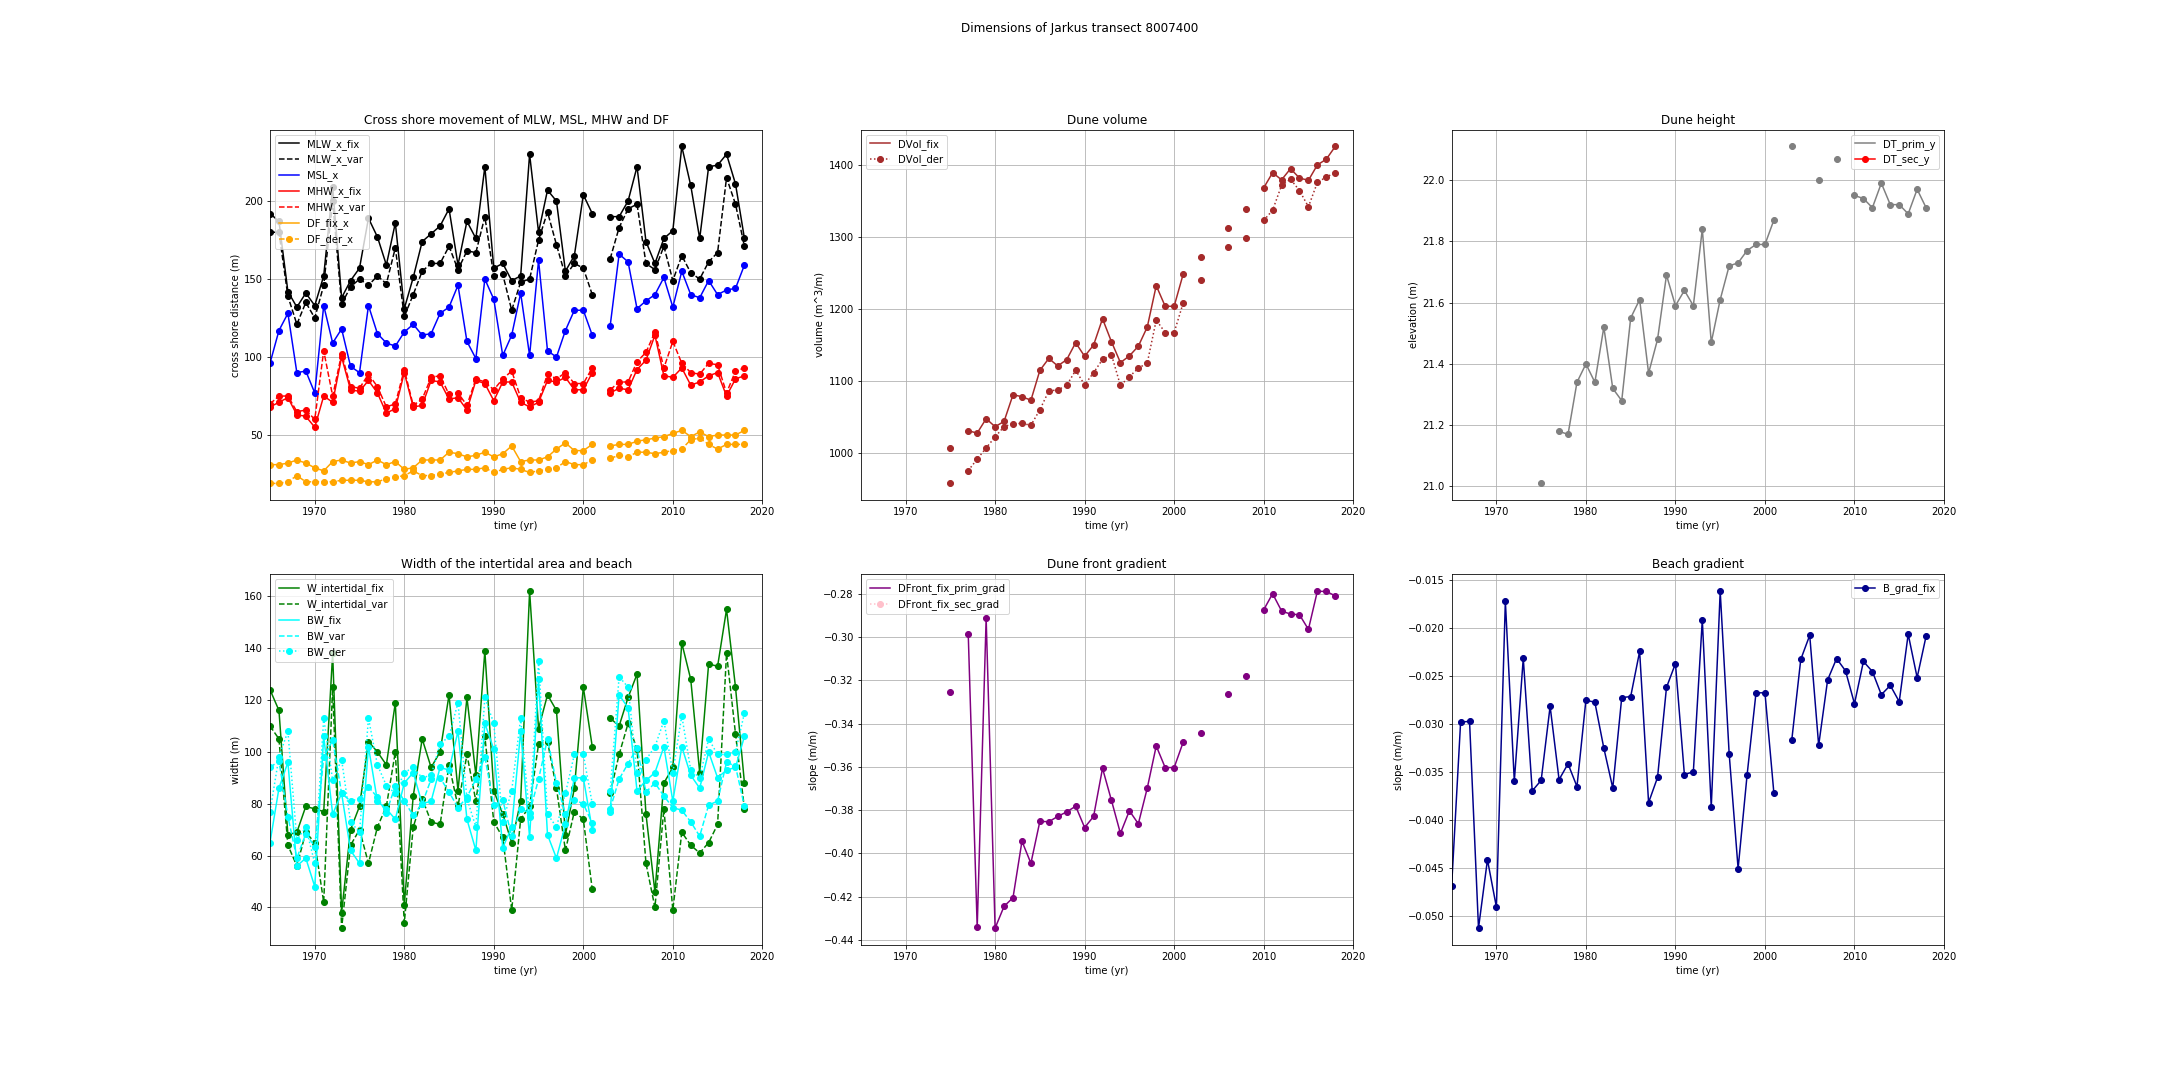 Dimensions of Jarkus transect 8007400
Cross shore movement of MLW, MSL, MHW and DF
MLW_x_fix
MLW_x_var
MSL_x
MHW_x_fix
MHW_x_var
DF_fix_x
DF_der_x
cross shore distance (m)
200
150
100
50
1970 1980 1990 2000 2010 2020
time (yr)
Dune volume
DVol_fix
DVol_der
volume (m^3/m)
1400
1300
1200
1100
1000
1970 1980 1990 2000 2010 2020
time (yr)
Dune height
DT_prim_y
DT_sec_y
elevation (m)
22.0
21.8
21.6
21.4
21.2
21.0
1970 1980 1990 2000 2010 2020
time (yr)
Width of the intertidal area and beach
W_intertidal_fix
W_intertidal_var
BW_fix
BW_var
BW_der
width (m)
160
140
120
100
80
60
40
1970 1980 1990 2000 2010 2020
time (yr)
Dune front gradient
DFront_fix_prim_grad
DFront_fix_sec_grad
slope (m/m)
−0.28
−0.30
−0.32
−0.34
−0.36
−0.38
−0.40
−0.42
−0.44
1970 1980 1990 2000 2010 2020
time (yr)
Beach gradient
B_grad_fix
slope (m/m)
−0.015
−0.020
−0.025
−0.030
−0.035
−0.040
−0.045
−0.050
1970 1980 1990 2000 2010 2020
time (yr)